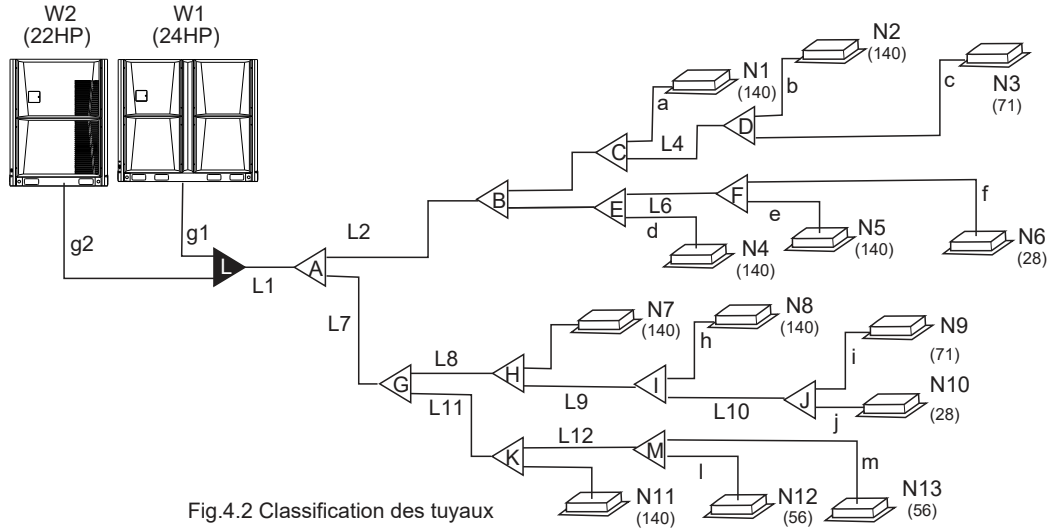 W2
(22HP)
W1
(24HP)
g2
g1
L
L1
A
L2
L7
B
C
a
N1
(140)
L4
D
b
N2
(140)
c
N3
(71)
E
L6
d
N4
(140)
F
e
N5
(140)
f
N6
(28)
G
L8
L11
H
N7
(140)
L9
I
h
N8
(140)
L10
J
i
N9
(71)
j
N10
(28)
K
L12
N11
(140)
M
l
N12
(56)
m
N13
(56)
Fig.4.2 Classification des tuyaux